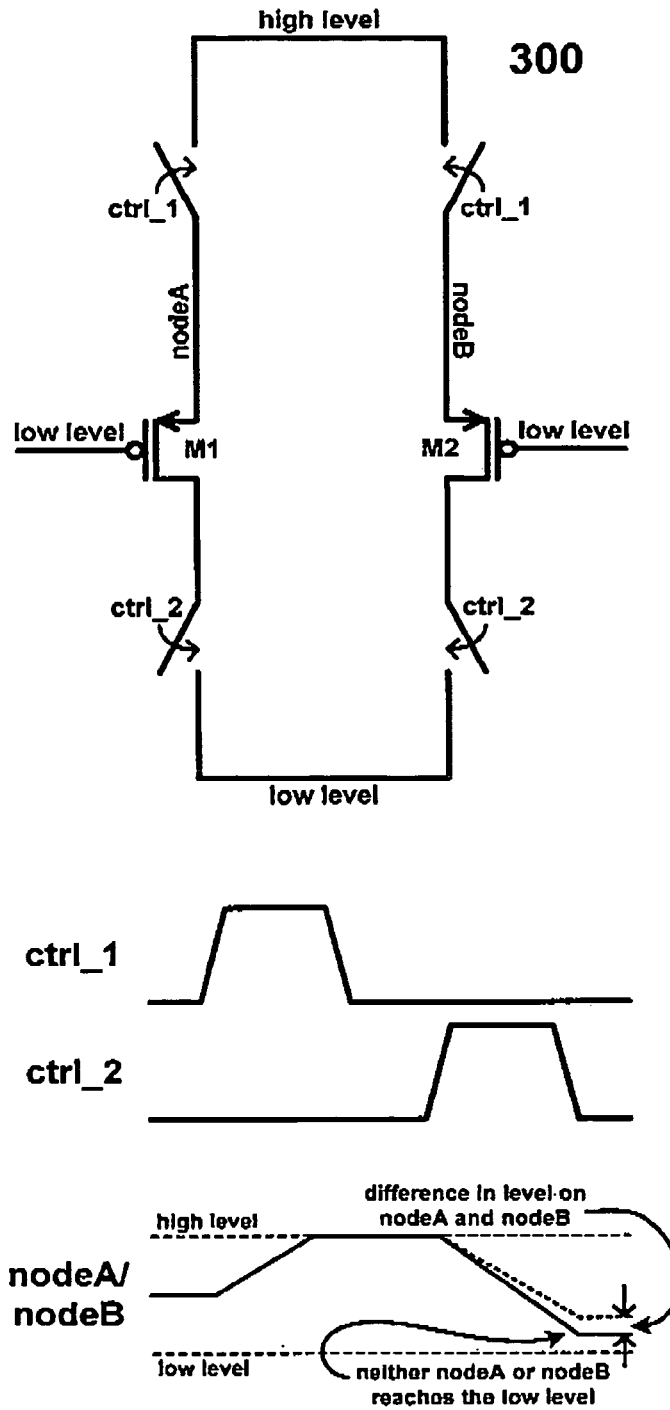 high level
300
ctrl_1
ctrl_1
nodeA
nodeB
low level
M1
M2
low level
ctrl_2
ctrl_2
low level
ctrl_1
ctrl_2
difference in level on
nodeA and nodeB
high level
nodeA/
nodeB
low level
neither nodeA or nodeB
reaches the low level